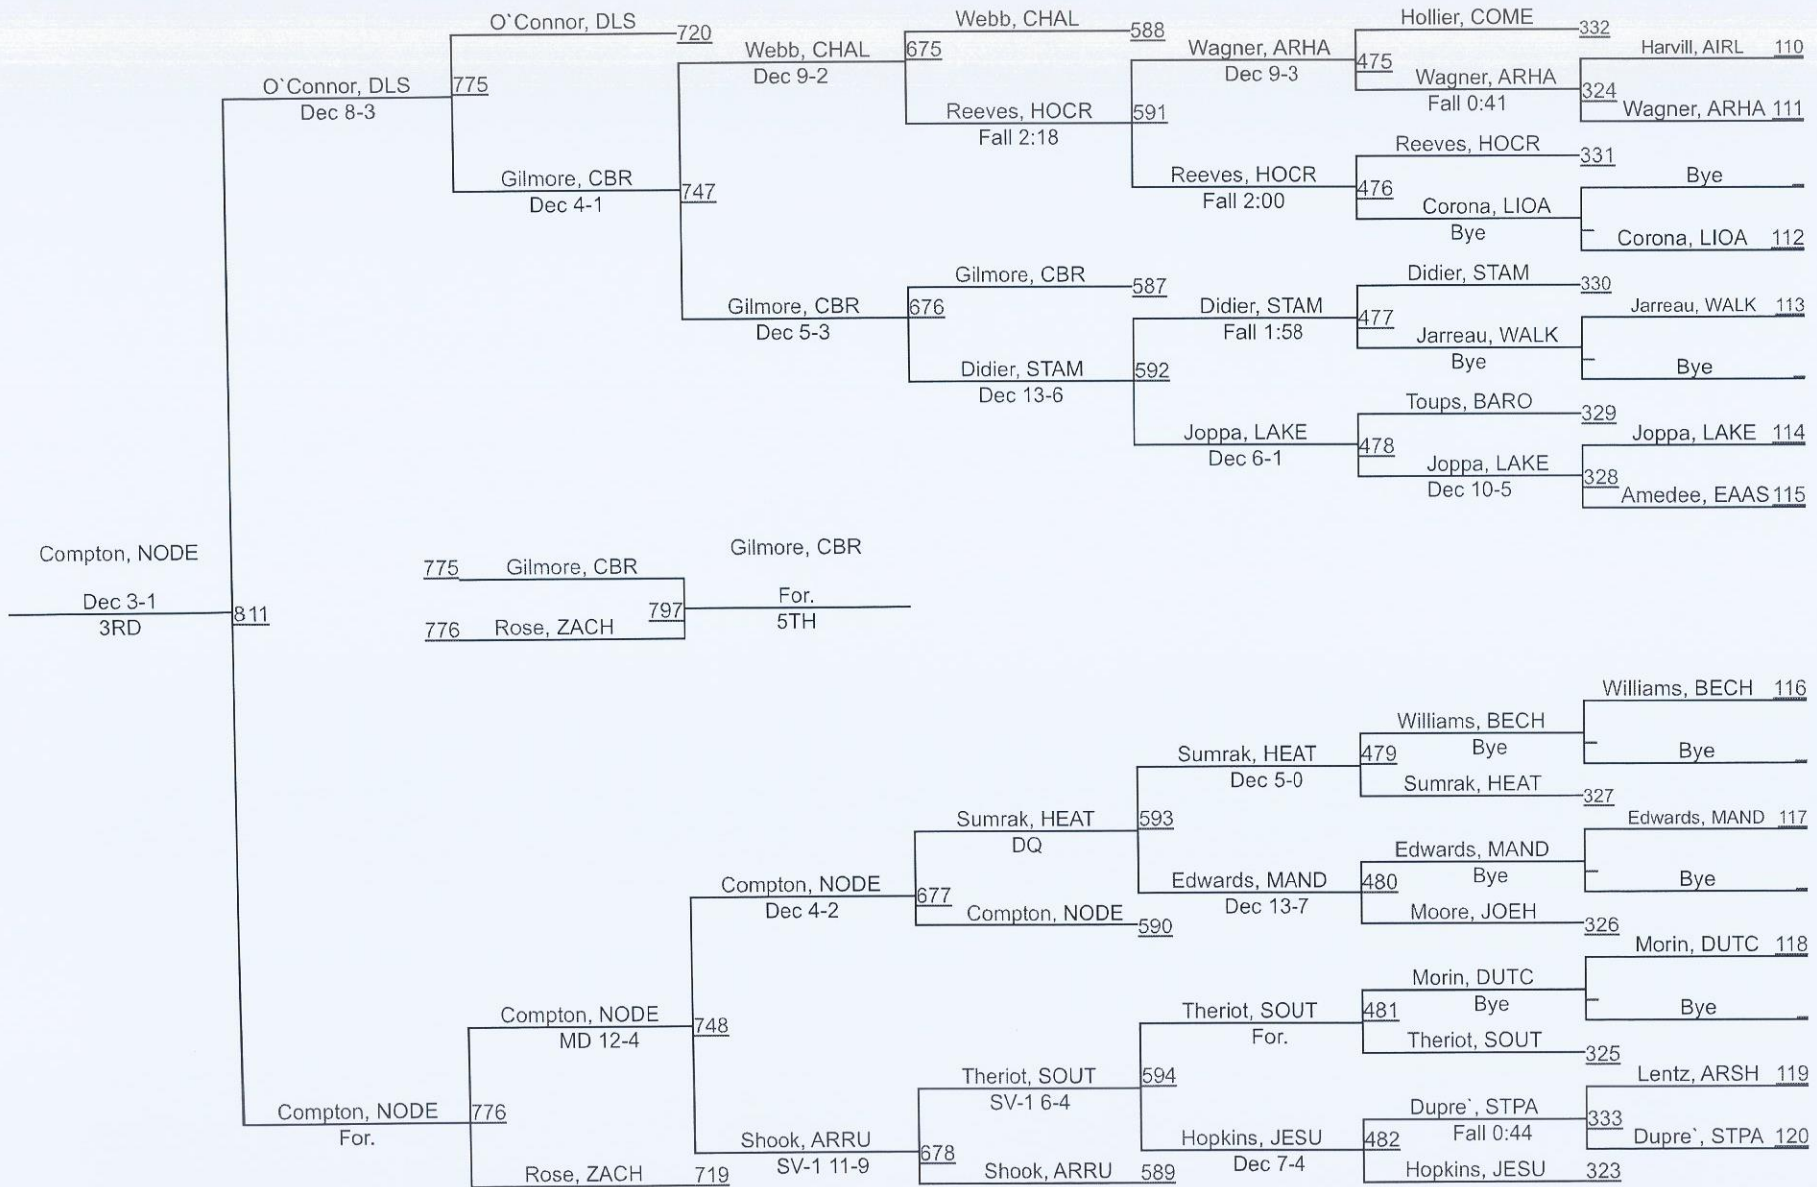 O`Connor, DLS 720
Webb, CHAL 588
Hollier, COME 332
Harvill, AIRL 110
Webb, CHAL 675
Dec 9-2
Wagner, ARHA 475
Dec 9-3
Wagner, ARHA 324
Fall 0:41
Wagner, ARHA 111
O`Connor, DLS 775
Dec 8-3
Reeves, HOCR 591
Fall 2:18
Reeves, HOCR 331
Bye
Reeves, HOCR 476
Fall 2:00
Corona, LIOA
Bye
Corona, LIOA 112
Gilmore, CBR 747
Dec 4-1
Gilmore, CBR 587
Didier, STAM 330
Jarreau, WALK 113
Gilmore, CBR 676
Dec 5-3
Didier, STAM 477
Fall 1:58
Jarreau, WALK
Bye
Bye
Didier, STAM 592
Dec 13-6
Toups, BARO 329
Joppa, LAKE 114
Joppa, LAKE 478
Dec 6-1
Joppa, LAKE 328
Dec 10-5
Amedee, EAAS 115
Compton, NODE
Dec 3-1
3RD
811
775 Gilmore, CBR
797
776 Rose, ZACH
Gilmore, CBR
For.
5TH
Williams, BECH 116
Williams, BECH
Bye
Bye
Sumrak, HEAT 479
Dec 5-0
Sumrak, HEAT 327
Edwards, MAND 117
Sumrak, HEAT 593
DQ
Edwards, MAND
Bye
Bye
Compton, NODE 677
Dec 4-2
Edwards, MAND 480
Dec 13-7
Compton, NODE 590
Moore, JOEH 326
Morin, DUTC 118
Morin, DUTC
Bye
Bye
Compton, NODE 748
MD 12-4
Theriot, SOUT 481
For.
Theriot, SOUT 325
Theriot, SOUT 594
SV-1 6-4
Lentz, ARSH 119
Compton, NODE 776
For.
Dupre`, STPA 333
Fall 0:44
Dupre`, STPA 120
Shook, ARRU 678
SV-1 11-9
Hopkins, JESU 482
Dec 7-4
Rose, ZACH 719
Shook, ARRU 589
Hopkins, JESU 323